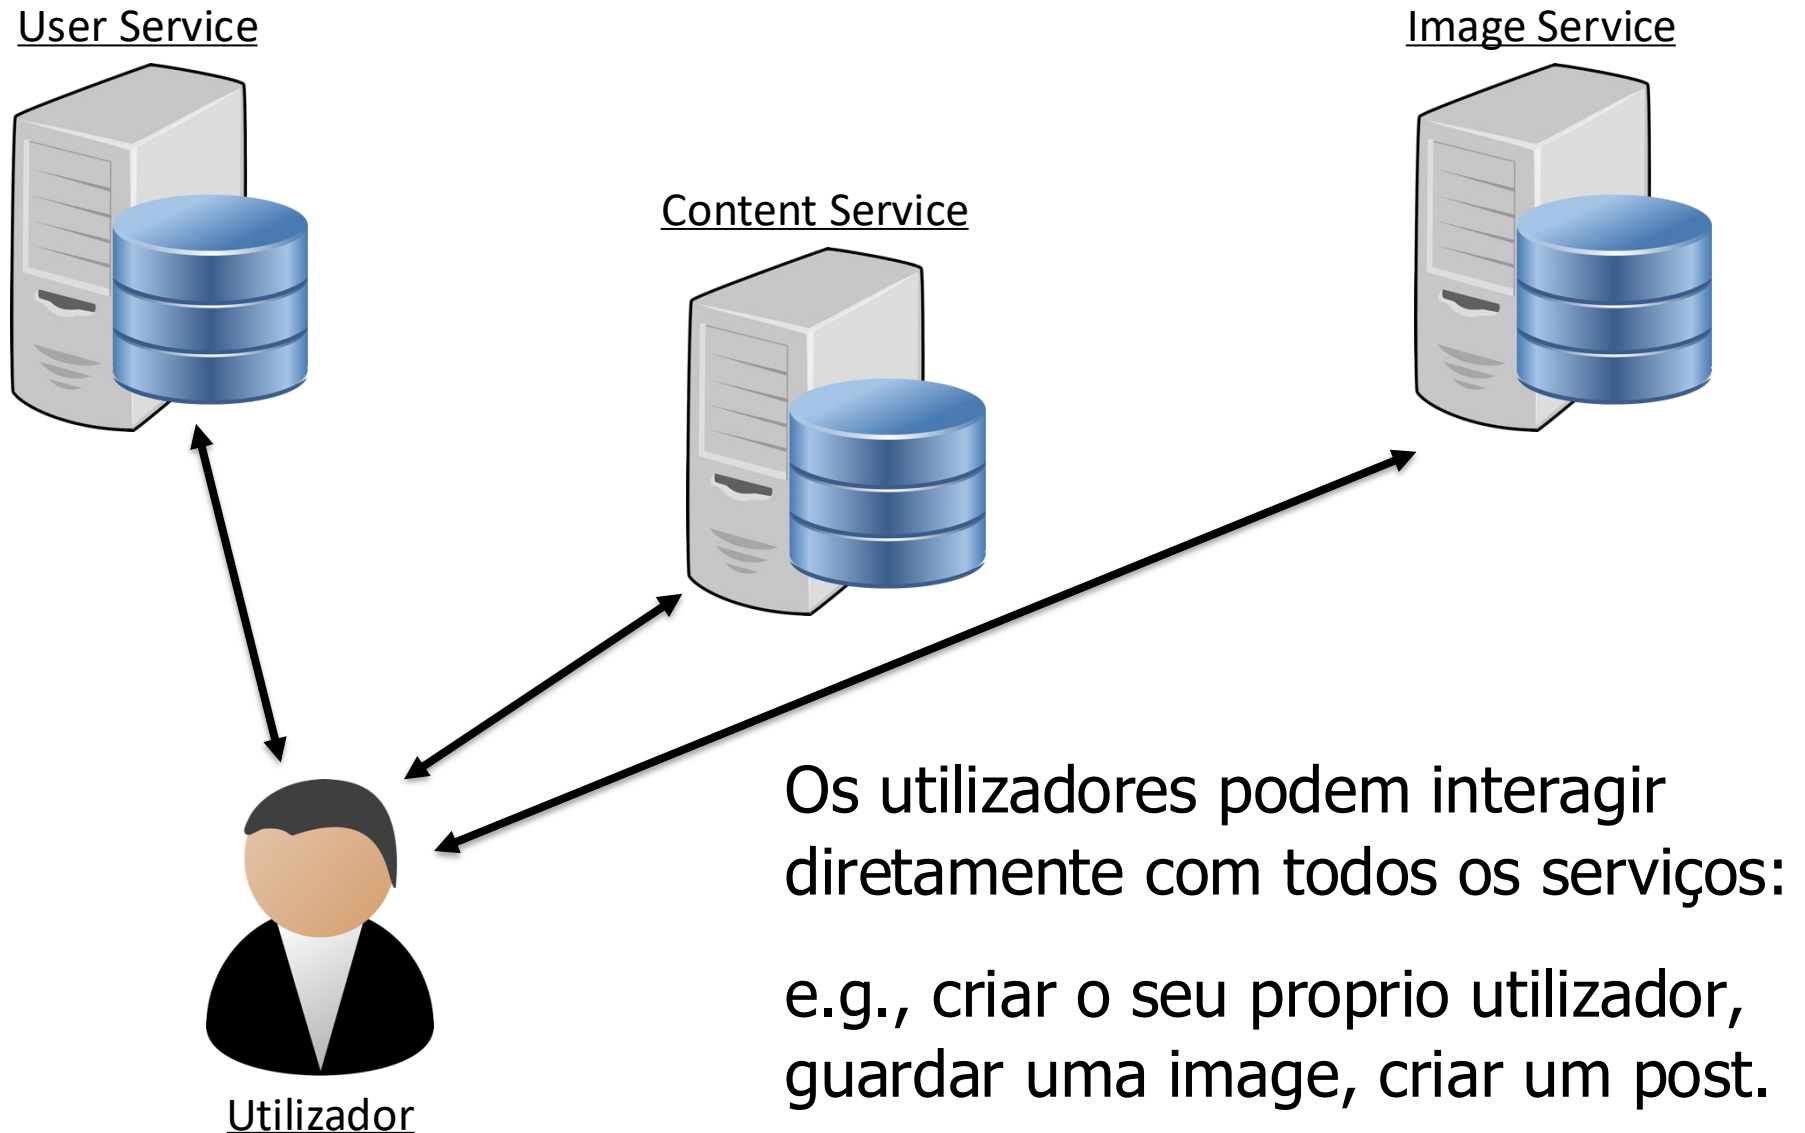 User Service
Image Service
Content Service
Os utilizadores podem interagir
diretamente com todos os serviços:
e.g., criar o seu proprio utilizador,
guardar uma image, criar um post.
Utilizador